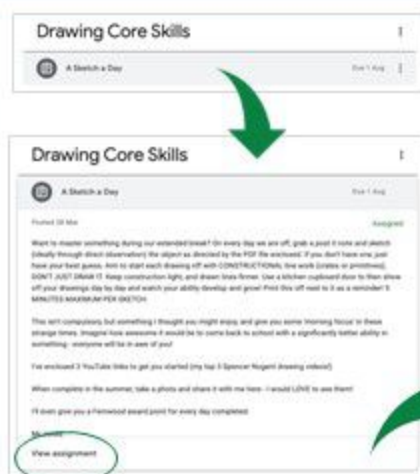 Drawing Core Skills
A Sketch a Day
Due 1 Aug
Drawing Core Skills
A Sketch a Day
Due 1 Aug
Posted 28 Mar
Assigned
Want to master something during our extended break? On every day we are off, grab a post it note and sketch
(ideally through direct observation) the object as directed by the PDF file enclosed. If you don't have one, just
have your best guess. Aim to start each drawing off with CONSTRUCTIONAL line work (crates or primitives),
DON'T JUST DRAW IT. Keep construction light, and drawn lines firmer. Use a kitchen cupboard door to then show
off your drawings day by day and watch your ability develop and grow! Print this off next to it as a reminder! 5
MINUTES MAXIMUM PER SKETCH
This isn't compulsory, but something I thought you might enjoy, and give you some 'morning focus' in these
strange times. Imagine how awesome it would be to come back to school with a significantly better ability in
something - everyone will be in awe of you!
I've enclosed 3 YouTube links to get you started (my top 3 Spencer Nugent drawing videos!)
When complete in the summer, take a photo and share it with me here - I would LOVE to see them!
I'll even give you a Fernwood award point for every day completed.
View assignment